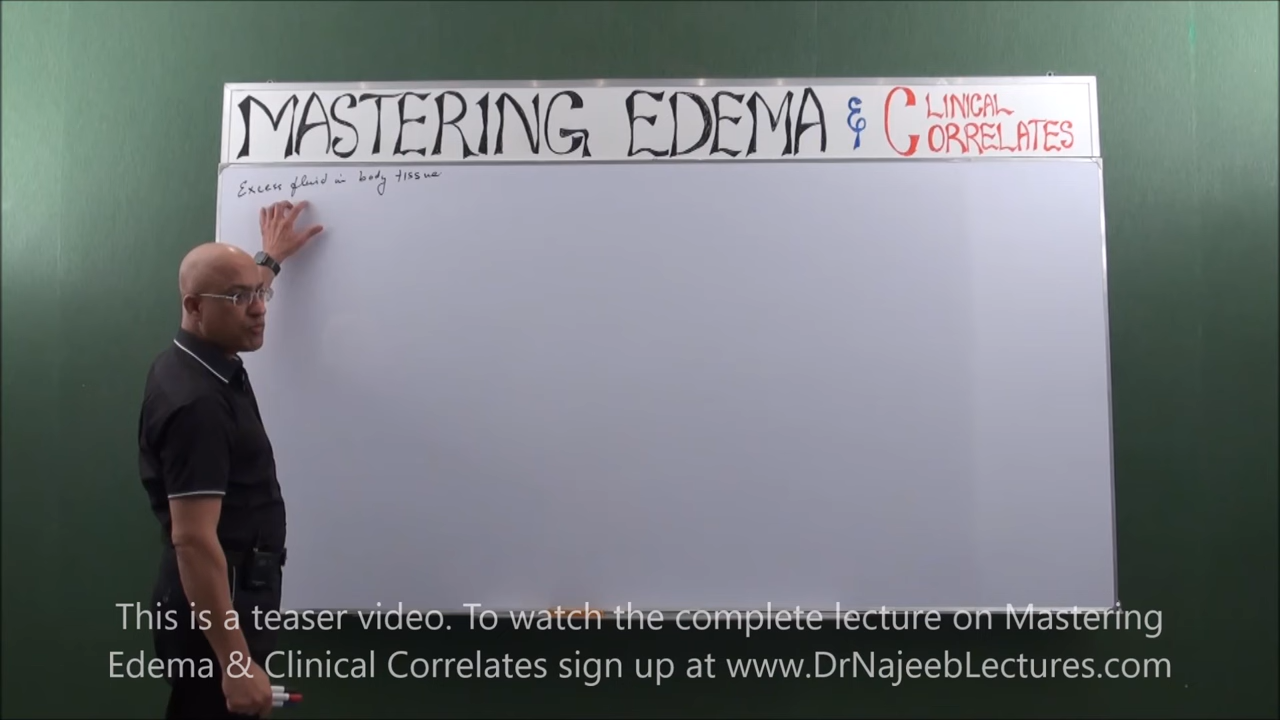 MASTERING EDEMA & CLINICAL CORRELATES
Excess fluid in body tissue
This is a teaser video. To watch the complete lecture on Mastering
Edema & Clinical Correlates sign up at www.DrNajeebLectures.com